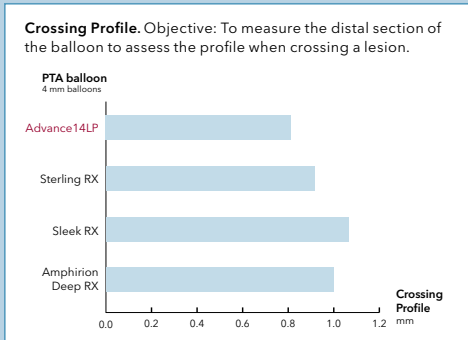 Crossing Profile. Objective: To measure the distal section of
the balloon to assess the profile when crossing a lesion.
PTA balloon
4 mm balloons
Advance14LP
Sterling RX
Sleek RX
Amphirion
Deep RX
Crossing
Profile
mm
0.0 0.2 0.4 0.6 0.8 1.0 1.2